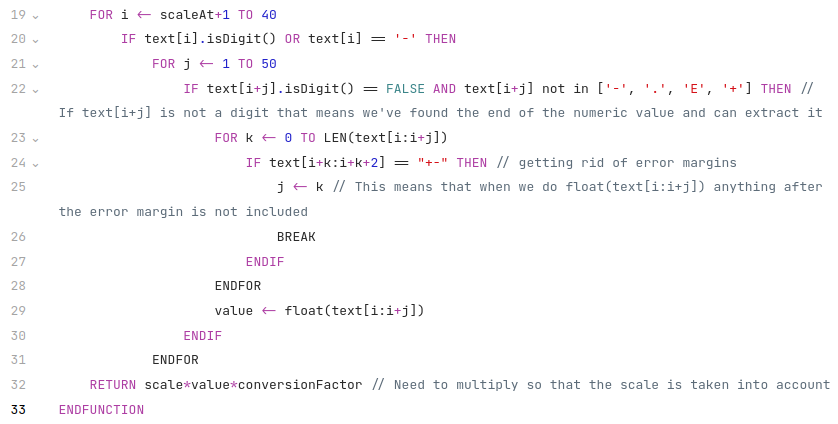 19 ⌄ FOR i ← scaleAt+1 TO 40
20 ⌄ IF text[i].isDigit() OR text[i] == '-' THEN
21 ⌄ FOR j ← 1 TO 50
22 ⌄ IF text[i+j].isDigit() == FALSE AND text[i+j] not in ['-', '.', 'E', '+'] THEN //
If text[i+j] is not a digit that means we've found the end of the numeric value and can extract it
23 ⌄ FOR k ← 0 TO LEN(text[i:i+j])
24 ⌄ IF text[i+k:i+k+2] == "+-" THEN // getting rid of error margins
25 j ← k // This means that when we do float(text[i:i+j]) anything after
the error margin is not included
26 BREAK
27 ENDIF
28 ENDFOR
29 value ← float(text[i:i+j])
30 ENDIF
31 ENDFOR
32 RETURN scale*value*conversionFactor // Need to multiply so that the scale is taken into account
33 ENDFUNCTION